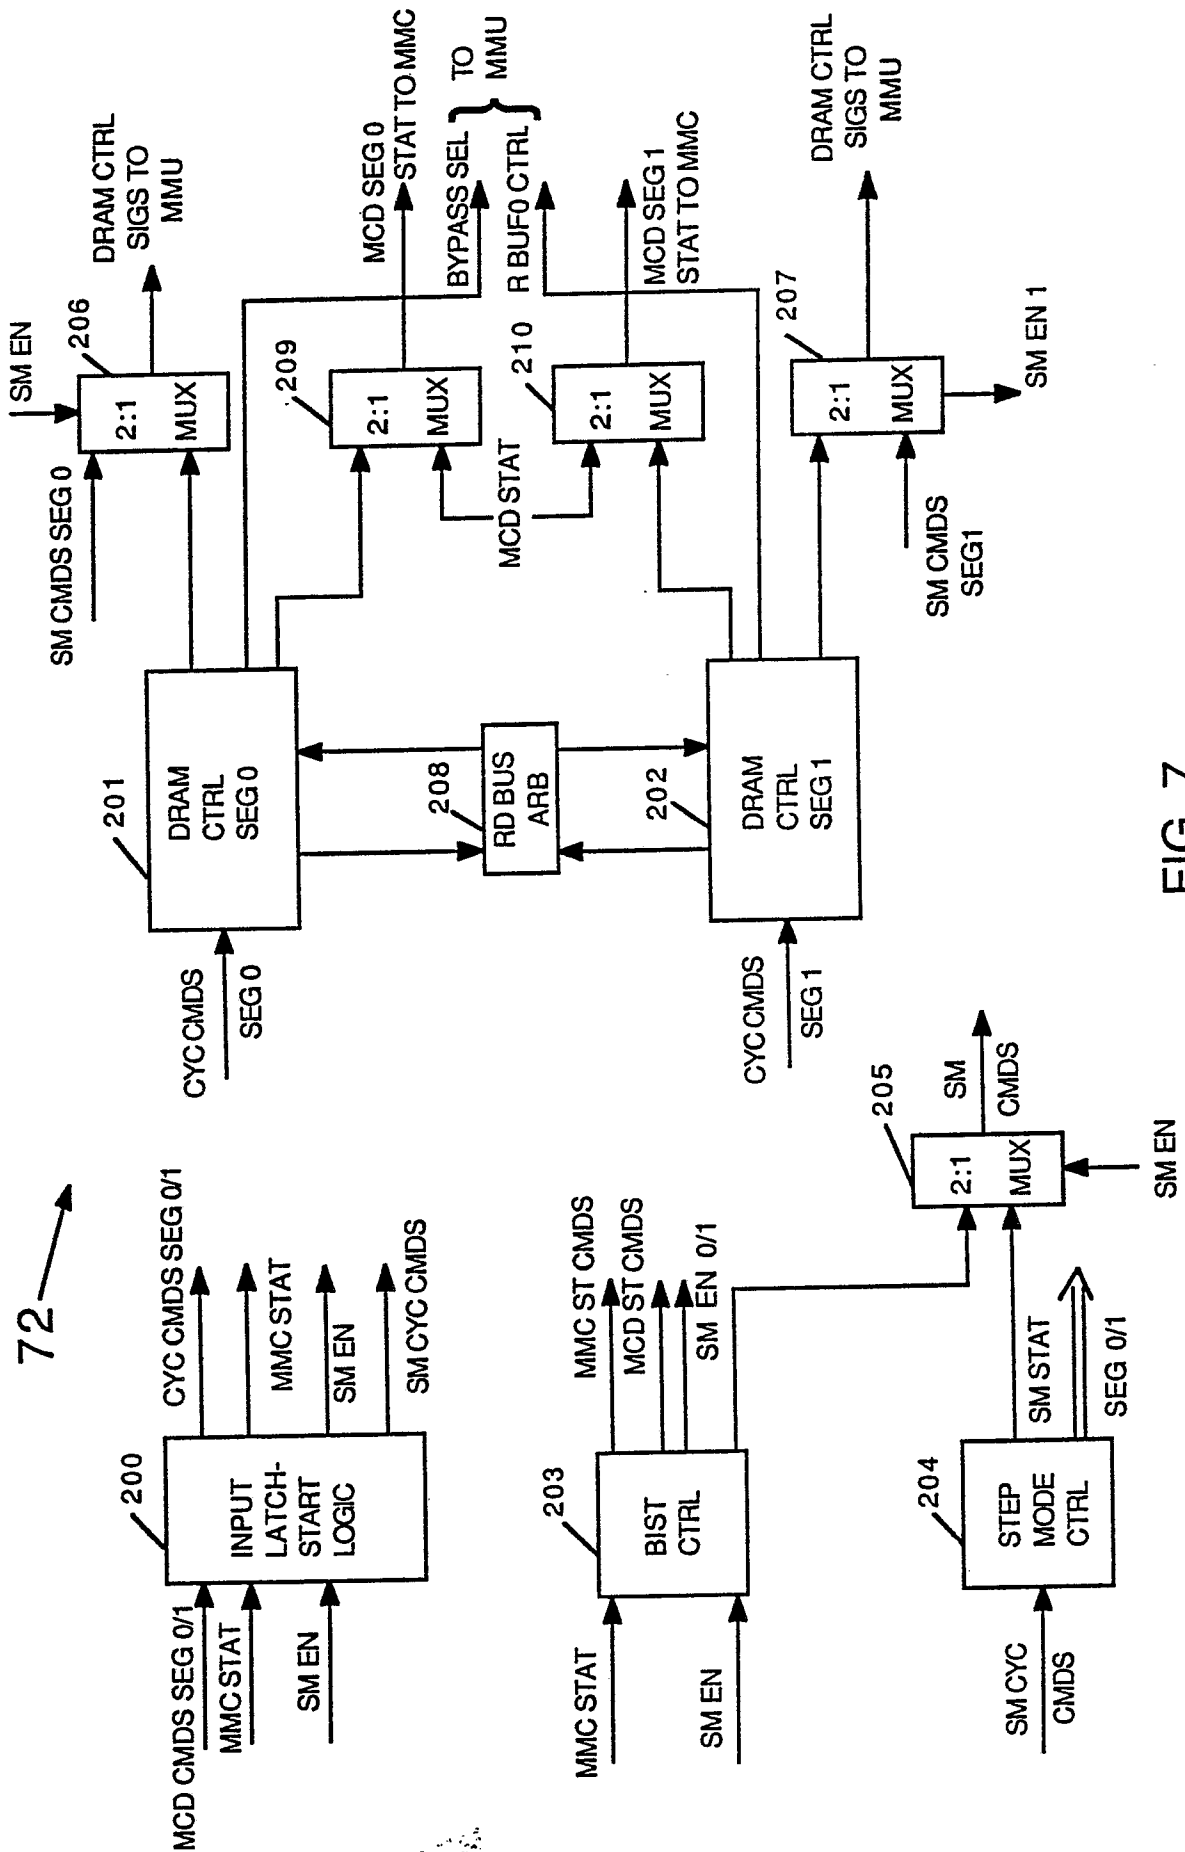 72
MCD CMDS SEG 0/1
MMC STAT
SM EN
200
INPUT
LATCH-
START
LOGIC
CYC CMDS SEG 0/1
MMC STAT
SM EN
SM CYC CMDS
MMC STAT
SM EN
203
BIST
CTRL
MMC ST CMDS
MCD ST CMDS
SM EN 0/1
SM CYC
CMDS
204
STEP
MODE
CTRL
SM STAT
SEG 0/1
205
2:1
MUX
SM
CMDS
SM EN
CYC CMDS
SEG 0
201
DRAM
CTRL
SEG 0
208
RD BUS
ARB
CYC CMDS
SEG 1
202
DRAM
CTRL
SEG 1
SM CMDS SEG 0
SM EN
206
2:1
MUX
DRAM CTRL
SIGS TO
MMU
209
2:1
MUX
MCD SEG 0
STAT TO MMC
MCD STAT
BYPASS SEL
R BUF0 CTRL
TO
MMU
210
2:1
MUX
MCD SEG 1
STAT TO MMC
SM CMDS
SEG1
207
2:1
MUX
SM EN 1
DRAM CTRL
SIGS TO
MMU
FIG 7